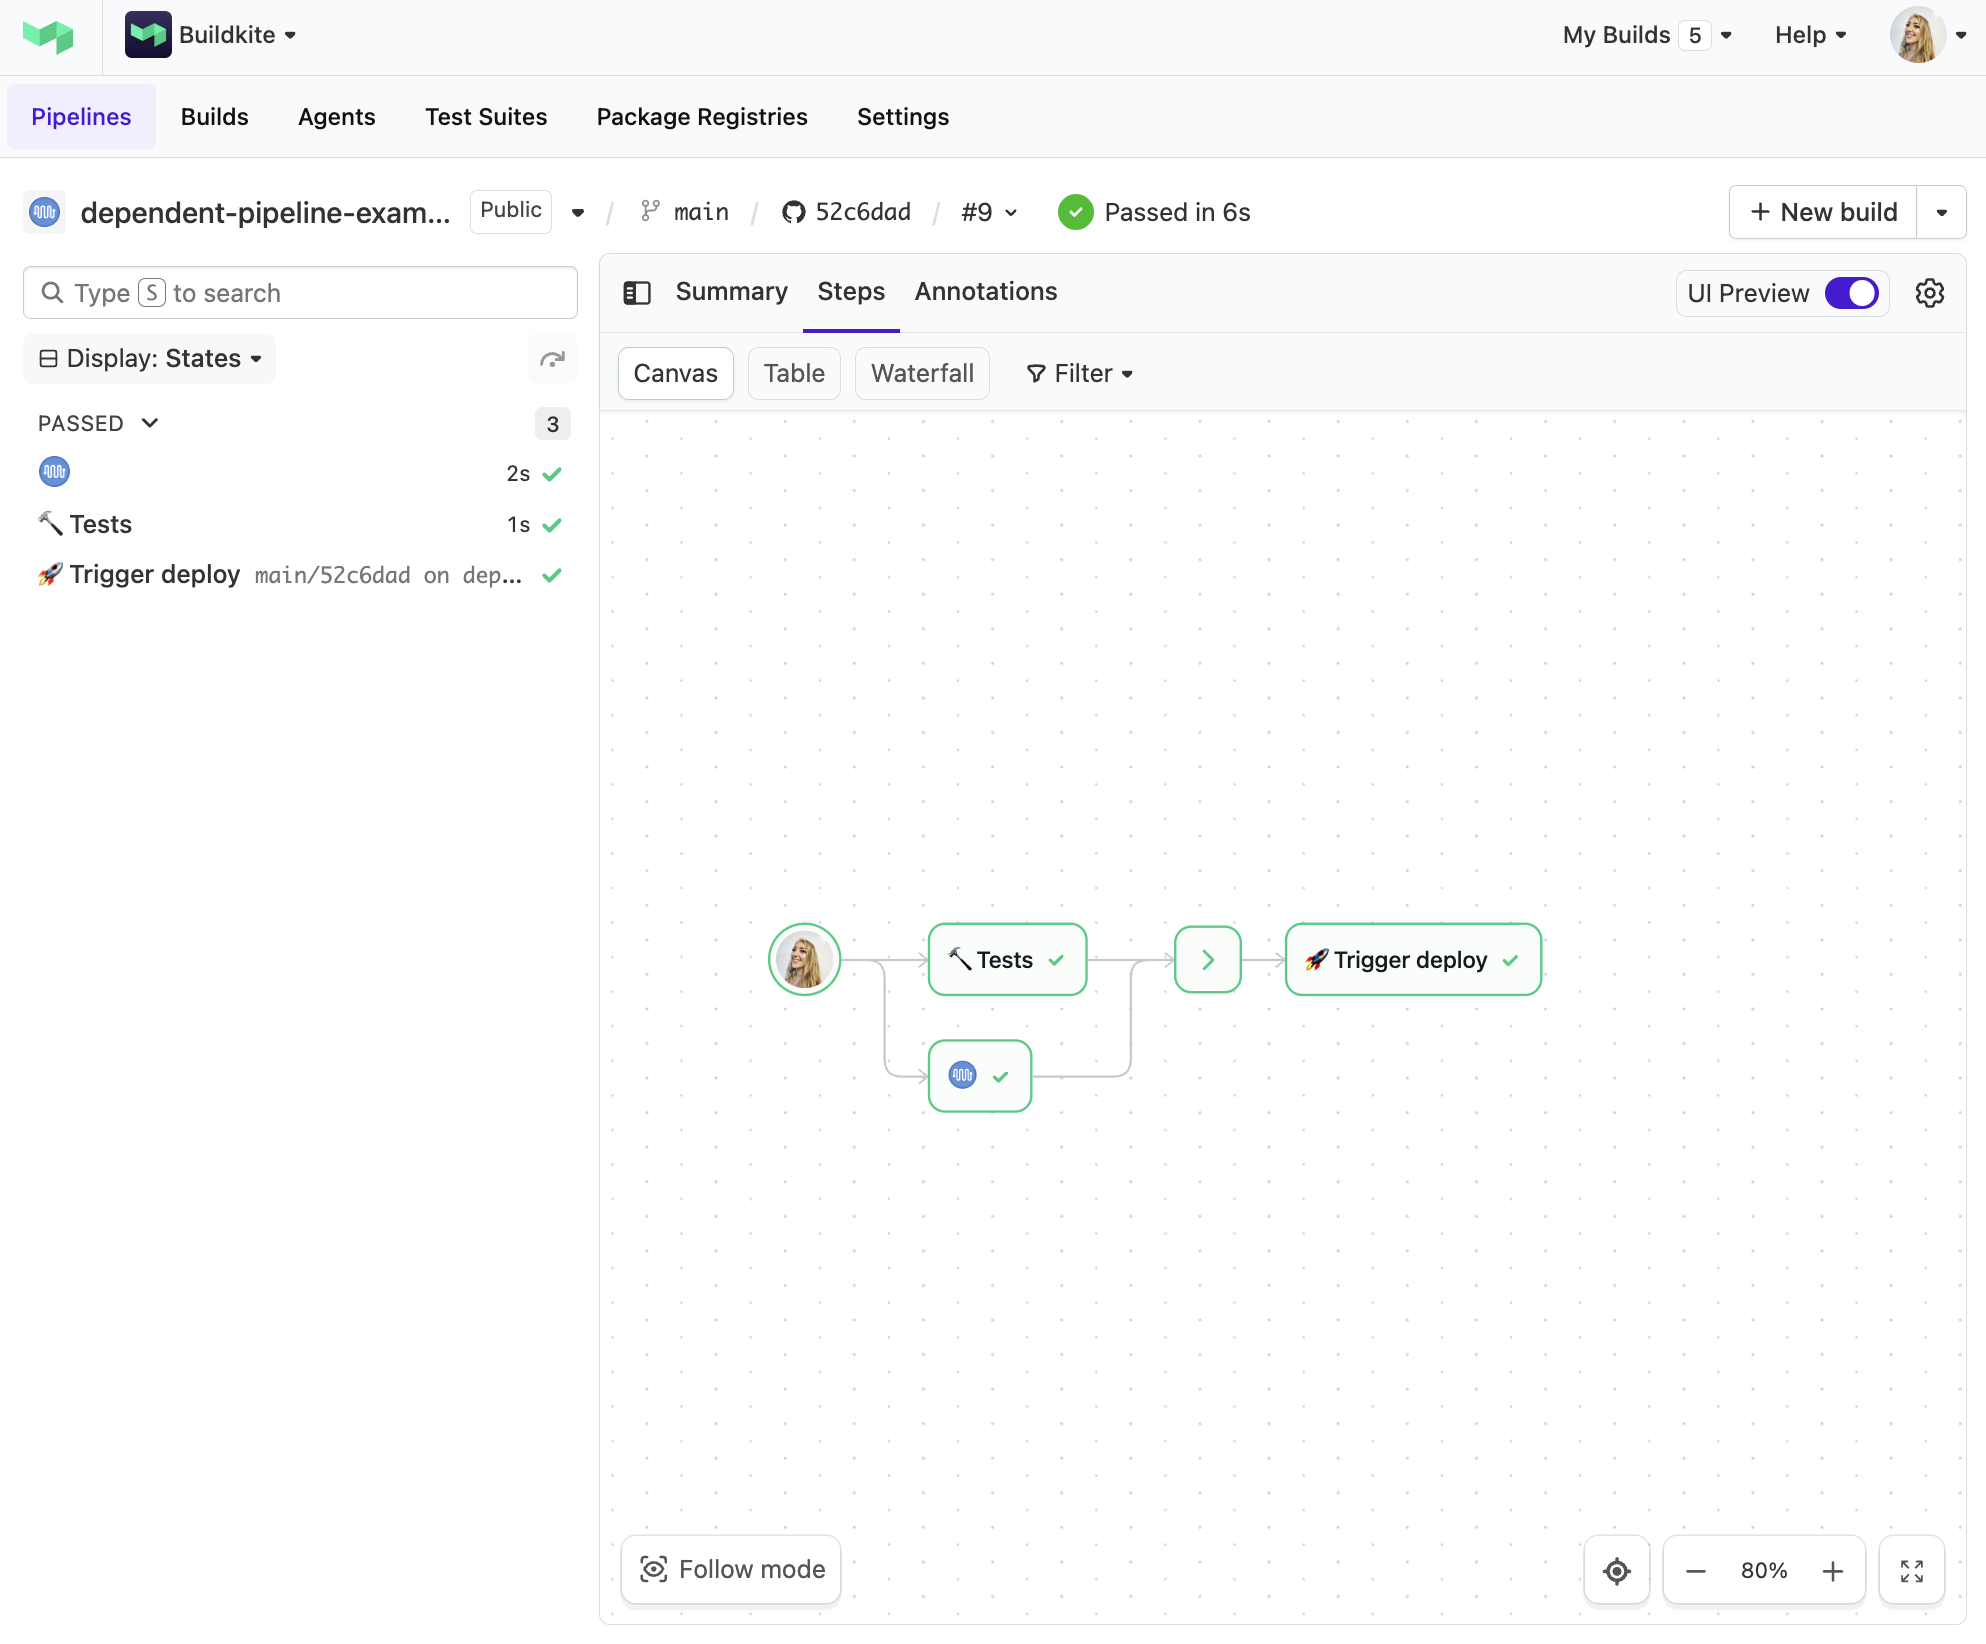 Buildkite
My Builds 5
Help
Pipelines Builds Agents Test Suites Package Registries Settings
dependent-pipeline-exam... Public / main / 52c6dad / #9 Passed in 6s
+ New build
Type S to search
Display: States
PASSED 3
2s
Tests 1s
Trigger deploy main/52c6dad on dep...
Summary Steps Annotations
UI Preview
Canvas Table Waterfall Filter
Tests
Trigger deploy
Follow mode
80%